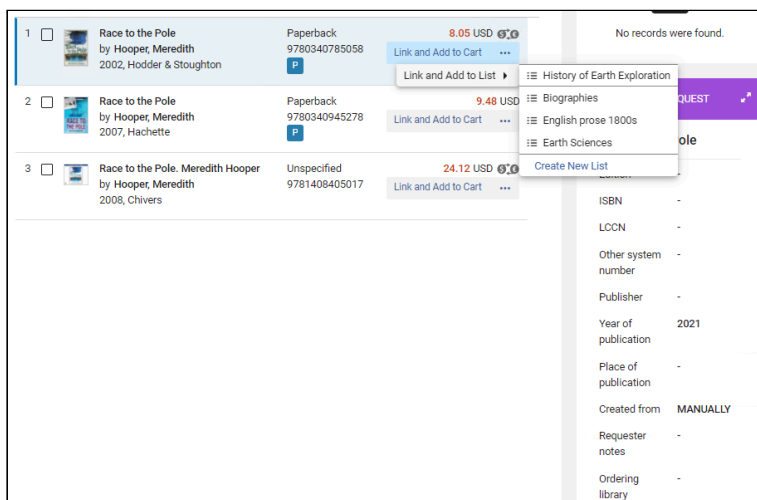 1 Race to the Pole Paperback 8.05 USD
by Hooper, Meredith 9780340785058 Link and Add to Cart ...
2002, Hodder & Stoughton P
Link and Add to List
2 Race to the Pole Paperback 9.48 USD
by Hooper, Meredith 9780340945278 Link and Add to Cart ...
2007, Hachette P
3 Race to the Pole. Meredith Hooper Unspecified 24.12 USD
by Hooper, Meredith 9781408405017 Link and Add to Cart ...
2008, Chivers
History of Earth Exploration
Biographies
English prose 1800s
Earth Sciences
Create New List
No records were found.
QUEST
ole
-
ISBN -
LCCN -
Other system -
number
Publisher -
Year of 2021
publication
Place of -
publication
Created from MANUALLY
Requester -
notes
Ordering -
library